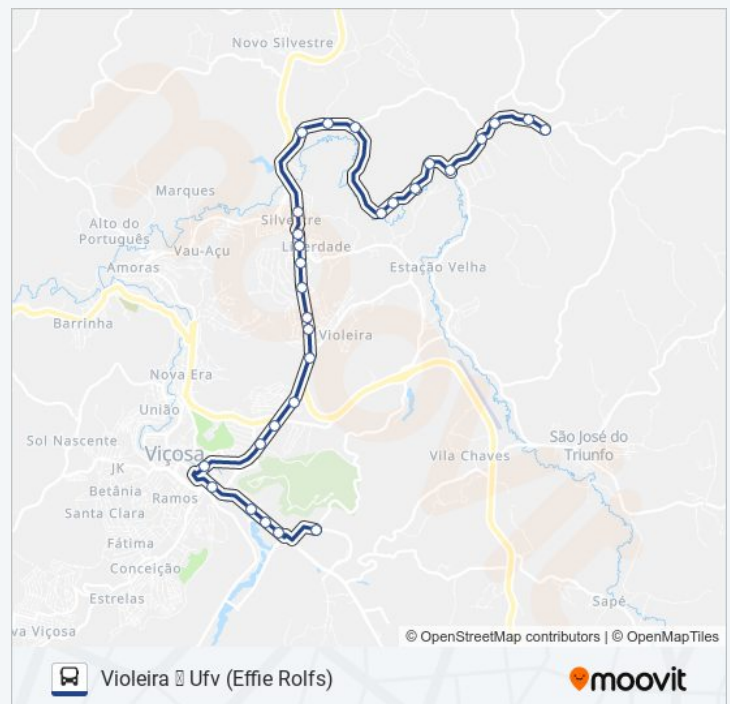 Novo Silvestre
Marques
Alto do
Português
Silvestre
Vau-Açu
Liberdade
Amoras
Estação Velha
Barrinha
Violeira
Nova Era
União
Sol Nascente
Viçosa
São José do
Triunfo
JK
Vila Chaves
Betânia
Ramos
Santa Clara
Fátima
Conceição
Estrelas
Sapé
va Viçosa
moovit
© OpenStreetMap contributors | © OpenMapTiles
Violeira  Ufv (Effie Rolfs)
moovit